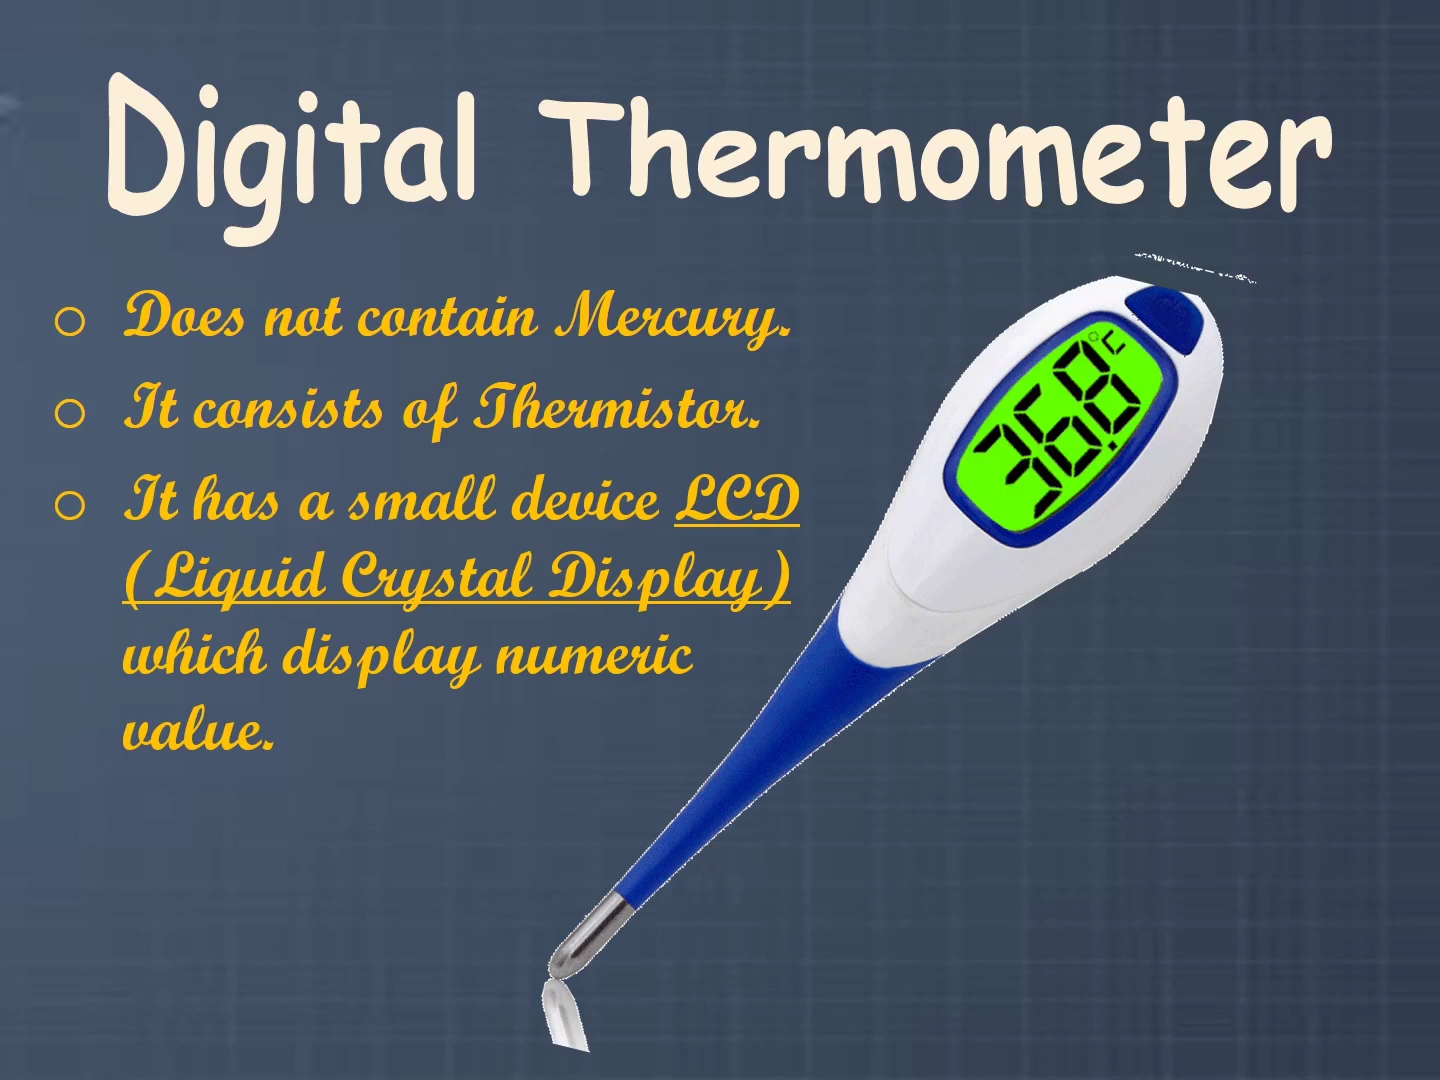 Digital Thermometer
o Does not contain Mercury.
o It consists of Thermistor.
o It has a small device LCD
(Liquid Crystal Display)
which display numeric
value.
36.8 °C